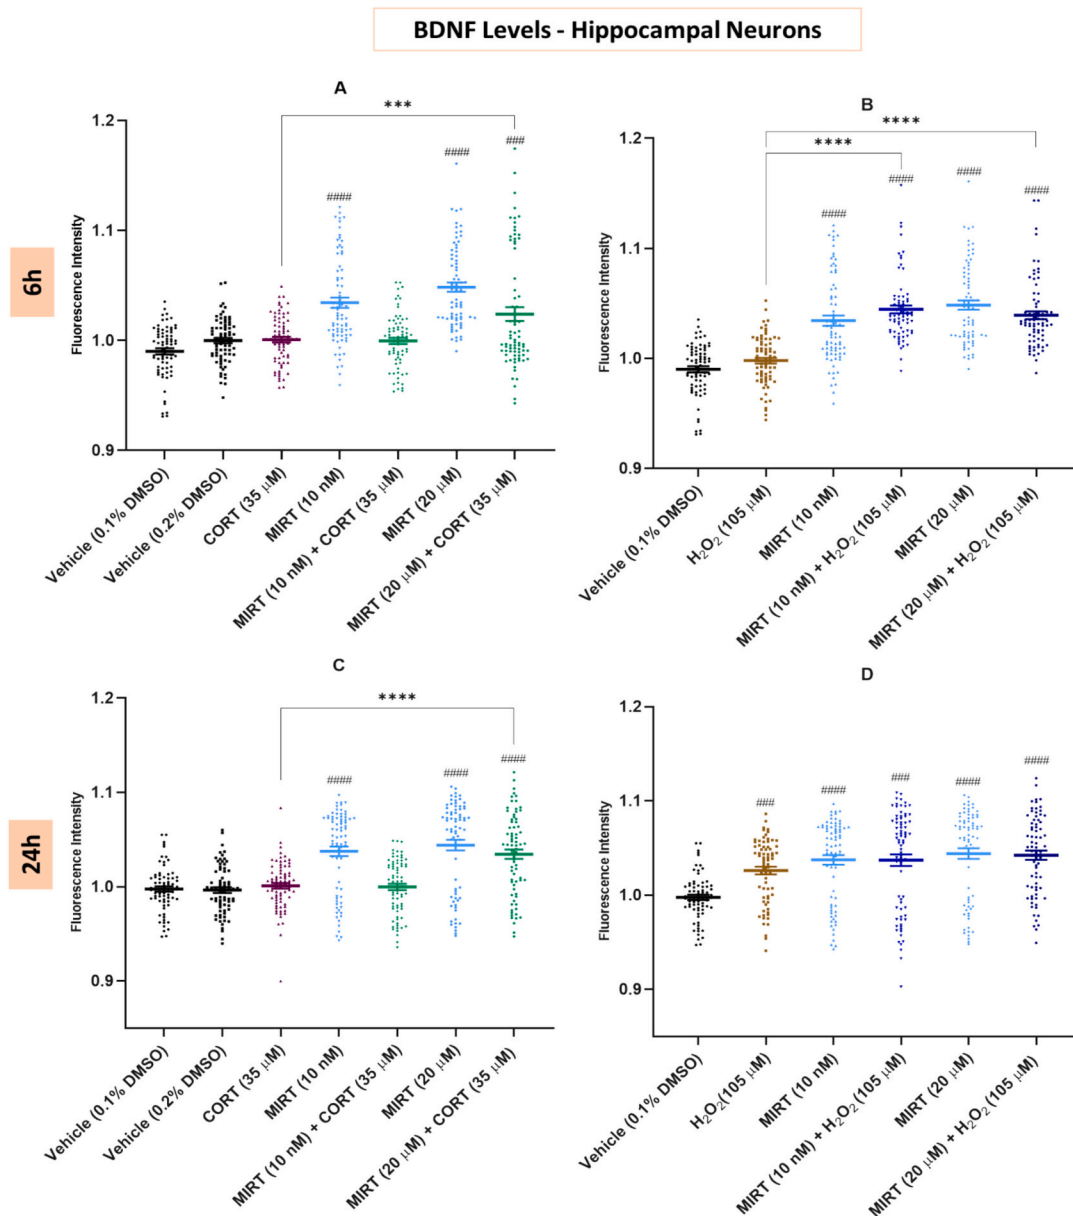 BDNF Levels - Hippocampal Neurons
6h
A
***
###
####
####
1.2
1.1
1.0
0.9
Fluorescence Intensity
Vehicle (0.1% DMSO)
Vehicle (0.2% DMSO)
CORT (35 μM)
MIRT (10 nM)
MIRT (10 nM) + CORT (35 μM)
MIRT (20 μM)
MIRT (20 μM) + CORT (35 μM)
B
****
****
####
####
####
####
1.2
1.1
1.0
0.9
Fluorescence Intensity
Vehicle (0.1% DMSO)
H₂O₂ (105 μM)
MIRT (10 nM)
MIRT (10 nM) + H₂O₂ (105 μM)
MIRT (20 μM)
MIRT (20 μM) + H₂O₂ (105 μM)
24h
C
****
####
####
####
1.2
1.1
1.0
0.9
Fluorescence Intensity
Vehicle (0.1% DMSO)
Vehicle (0.2% DMSO)
CORT (35 μM)
MIRT (10 nM)
MIRT (10 nM) + CORT (35 μM)
MIRT (20 μM)
MIRT (20 μM) + CORT (35 μM)
D
###
####
###
####
####
1.2
1.1
1.0
0.9
Fluorescence Intensity
Vehicle (0.1% DMSO)
H₂O₂(105 μM)
MIRT (10 nM)
MIRT (10 nM) + H₂O₂ (105 μM)
MIRT (20 μM)
MIRT (20 μM) + H₂O₂ (105 μM)